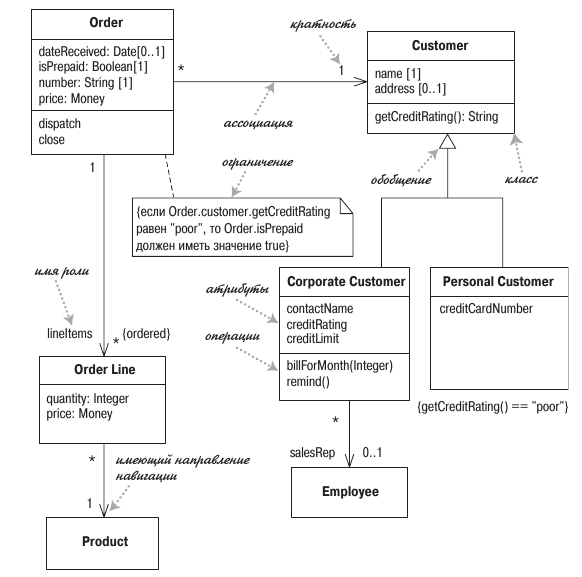 Order
dateReceived: Date[0..1]
isPrepaid: Boolean[1]
number: String [1]
price: Money
dispatch
close
*
1
кратность
ассоциация
Customer
name [1]
address [0..1]
getCreditRating(): String
1
ограничение
обобщение
класс
{если Order.customer.getCreditRating
равен "poor", то Order.isPrepaid
должен иметь значение true}
имя роли
lineItems
* {ordered}
атрибуты
операции
Corporate Customer
contactName
creditRating
creditLimit
billForMonth(Integer)
remind()
Personal Customer
creditCardNumber
{getCreditRating() == "poor"}
Order Line
quantity: Integer
price: Money
*
salesRep 0..1
Employee
*
имеющий направление
навигации
1
Product